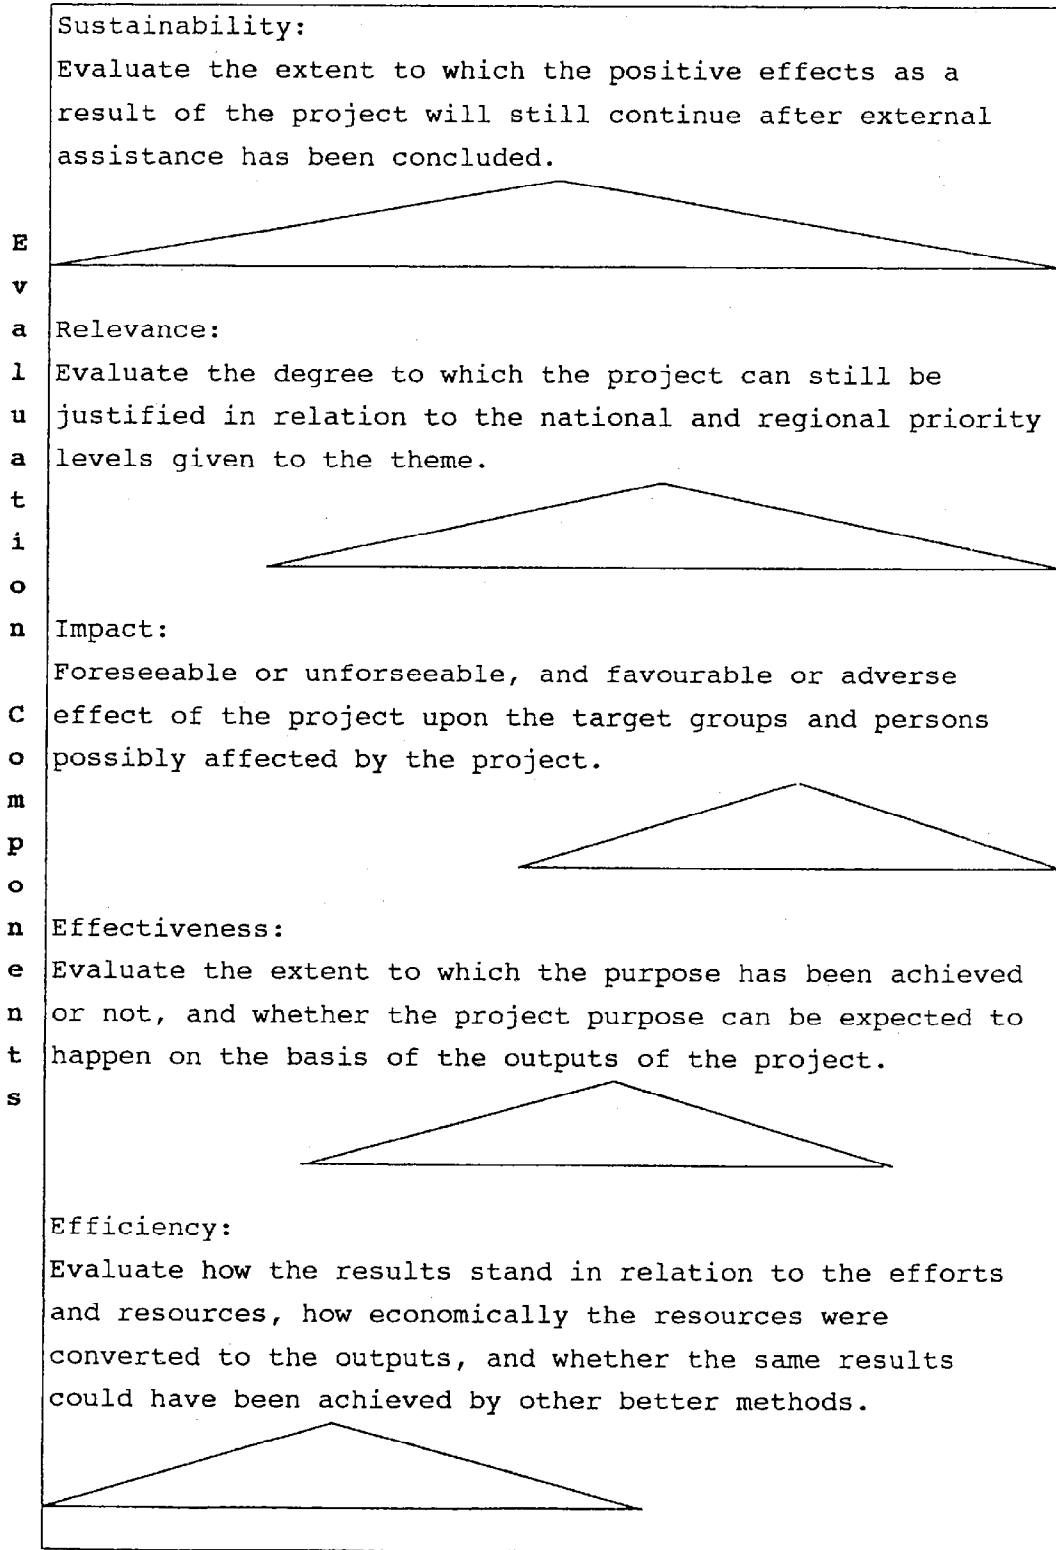 Sustainability:
Evaluate the extent to which the positive effects as a
result of the project will still continue after external
assistance has been concluded.
Evaluation Components
Relevance:
Evaluate the degree to which the project can still be
justified in relation to the national and regional priority
levels given to the theme.
Impact:
Foreseeable or unforseeable, and favourable or adverse
effect of the project upon the target groups and persons
possibly affected by the project.
Effectiveness:
Evaluate the extent to which the purpose has been achieved
or not, and whether the project purpose can be expected to
happen on the basis of the outputs of the project.
Efficiency:
Evaluate how the results stand in relation to the efforts
and resources, how economically the resources were
converted to the outputs, and whether the same results
could have been achieved by other better methods.